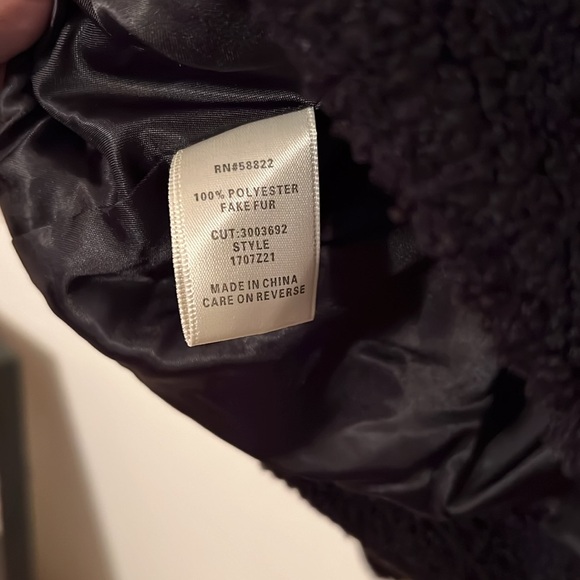 RN#58822
100% POLYESTER
FAKE FUR
CUT:3003692
STYLE
1707Z21
MADE IN CHINA
CARE ON REVERSE